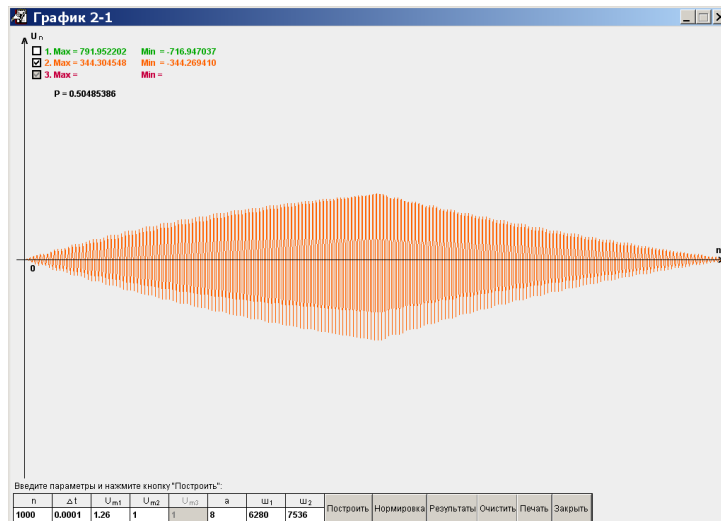 График 2-1
U n
1. Max = 791.952202 Min = -716.947037
2. Max = 344.304548 Min = -344.269410
3. Max = Min =
P = 0.50485386
n
0
Введите параметры и нажмите кнопку "Построить":
n Δt Um1 Um2 Um3 a ш1 ш2 Построить Нормировка Результаты Очистить Печать Закрыть
1000 0.0001 1.26 1 1 8 6280 7536